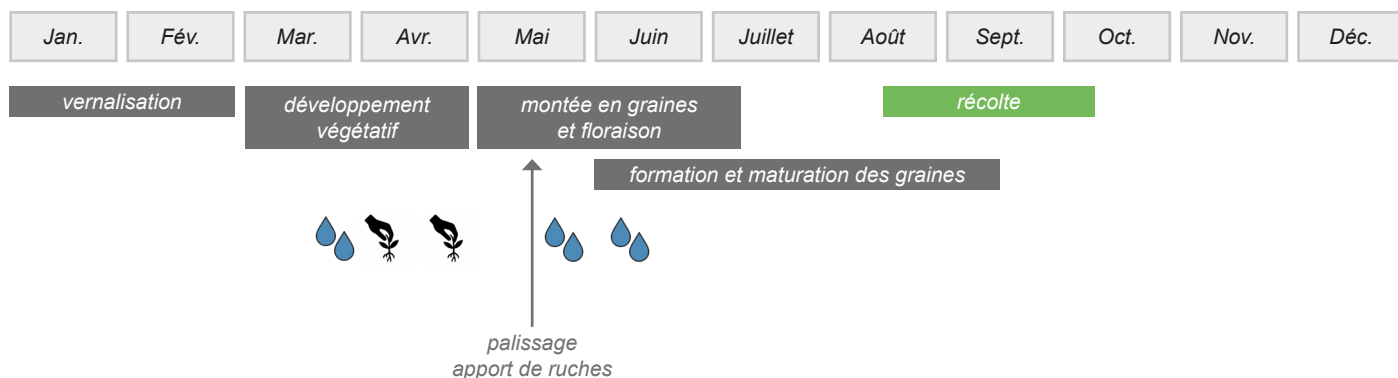 Jan.
Fév.
Mar.
Avr.
Mai
Juin
Juillet
Août
Sept.
Oct.
Nov.
Déc.
vernalisation
développement
végétatif
montée en graines
et floraison
récolte
formation et maturation des graines
palissage
apport de ruches